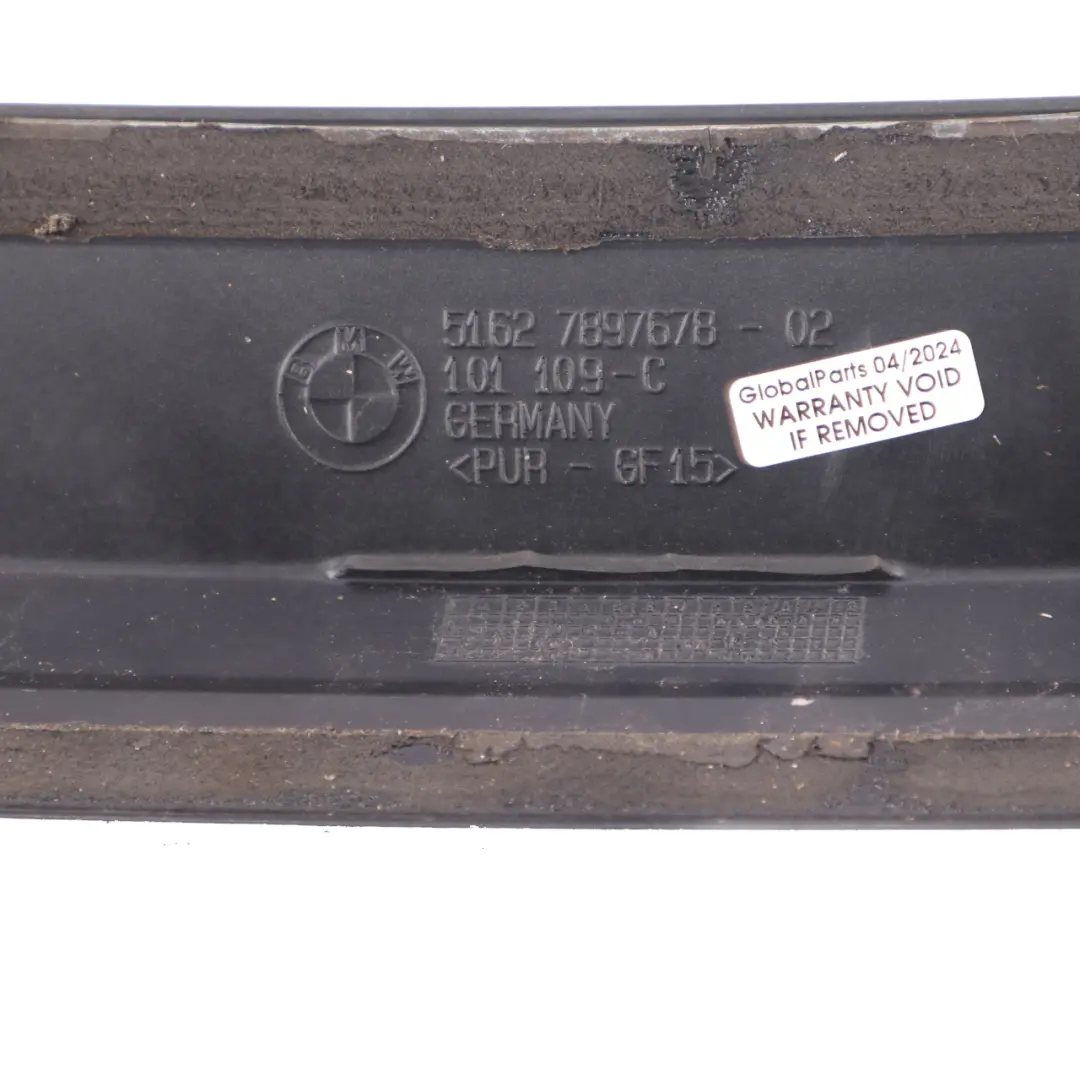 BMW
5162 7897678 - 02
101 109-C
GERMANY
<PUR - GF15>
GlobalParts 04/2024
WARRANTY VOID
IF REMOVED